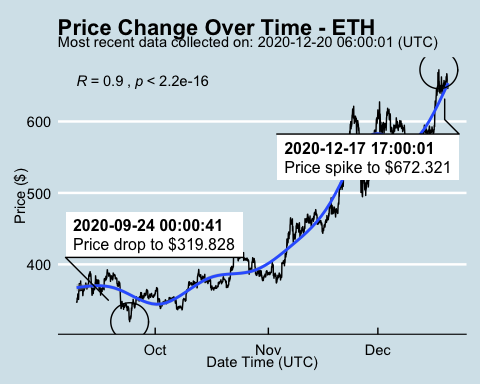 Price Change Over Time - ETH
Most recent data collected on: 2020-12-20 06:00:01 (UTC)
R = 0.9 , p < 2.2e-16
600
2020-12-17 17:00:01
Price spike to $672.321
500
Price ($)
2020-09-24 00:00:41
Price drop to $319.828
400
Oct
Nov
Dec
Date Time (UTC)